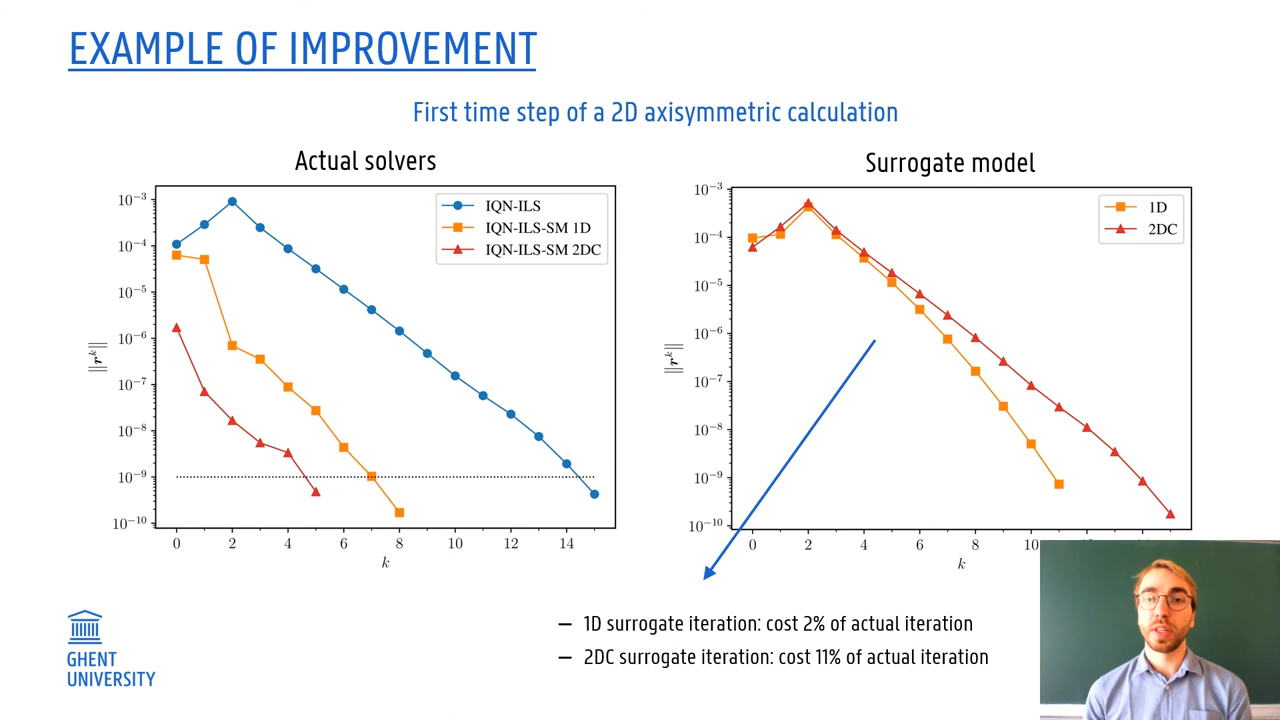 EXAMPLE OF IMPROVEMENT
First time step of a 2D axisymmetric calculation
Actual solvers
10⁻³
10⁻⁴
10⁻⁵
10⁻⁶
10⁻⁷
10⁻⁸
10⁻⁹
10⁻¹⁰
‖r^k‖
IQN-ILS
IQN-ILS-SM 1D
IQN-ILS-SM 2DC
0 2 4 6 8 10 12 14
k
Surrogate model
10⁻³
10⁻⁴
10⁻⁵
10⁻⁶
10⁻⁷
10⁻⁸
10⁻⁹
10⁻¹⁰
‖r^k‖
1D
2DC
0 2 4 6 8 10
k
– 1D surrogate iteration: cost 2% of actual iteration
– 2DC surrogate iteration: cost 11% of actual iteration
GHENT
UNIVERSITY